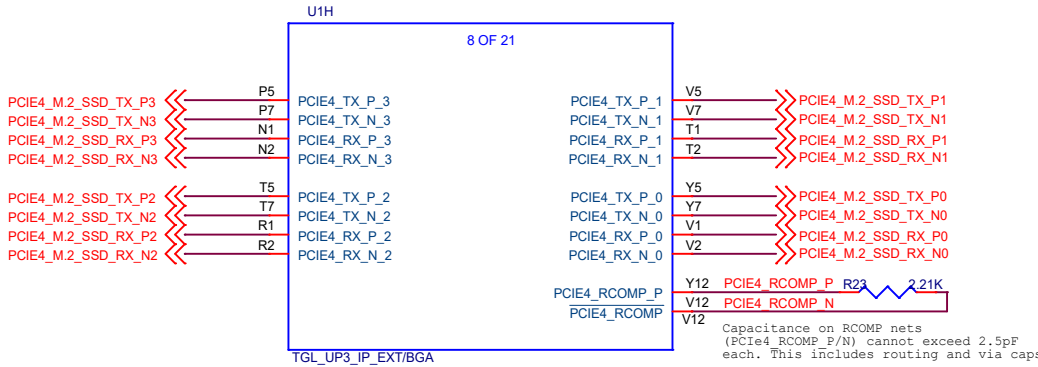 U1H
8 OF 21
PCIE4_M.2_SSD_TX_P3 P5 PCIE4_TX_P_3 PCIE4_TX_P_1 V5 PCIE4_M.2_SSD_TX_P1
PCIE4_M.2_SSD_TX_N3 P7 PCIE4_TX_N_3 PCIE4_TX_N_1 V7 PCIE4_M.2_SSD_TX_N1
PCIE4_M.2_SSD_RX_P3 N1 PCIE4_RX_P_3 PCIE4_RX_P_1 T1 PCIE4_M.2_SSD_RX_P1
PCIE4_M.2_SSD_RX_N3 N2 PCIE4_RX_N_3 PCIE4_RX_N_1 T2 PCIE4_M.2_SSD_RX_N1
PCIE4_M.2_SSD_TX_P2 T5 PCIE4_TX_P_2 PCIE4_TX_P_0 Y5 PCIE4_M.2_SSD_TX_P0
PCIE4_M.2_SSD_TX_N2 T7 PCIE4_TX_N_2 PCIE4_TX_N_0 Y7 PCIE4_M.2_SSD_TX_N0
PCIE4_M.2_SSD_RX_P2 R1 PCIE4_RX_P_2 PCIE4_RX_P_0 V1 PCIE4_M.2_SSD_RX_P0
PCIE4_M.2_SSD_RX_N2 R2 PCIE4_RX_N_2 PCIE4_RX_N_0 V2 PCIE4_M.2_SSD_RX_N0
PCIE4_RCOMP_P Y12 PCIE4_RCOMP_P R23 2.21K
PCIE4_RCOMP V12 PCIE4_RCOMP_N
V12
Capacitance on RCOMP nets
(PCIe4_RCOMP_P/N) cannot exceed 2.5pF
each. This includes routing and via caps
TGL_UP3_IP_EXT/BGA